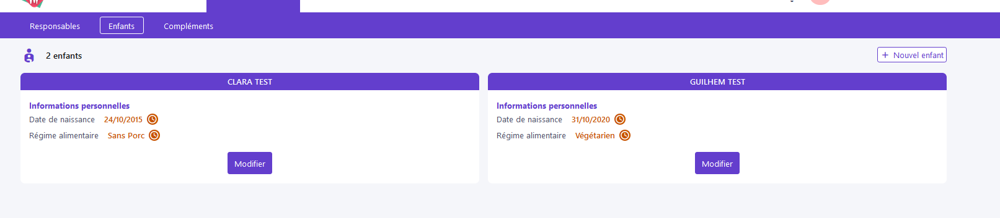 Responsables Enfants Compléments
2 enfants
+ Nouvel enfant
CLARA TEST
Informations personnelles
Date de naissance 24/10/2015
Régime alimentaire Sans Porc
Modifier
GUILHEM TEST
Informations personnelles
Date de naissance 31/10/2020
Régime alimentaire Végétarien
Modifier